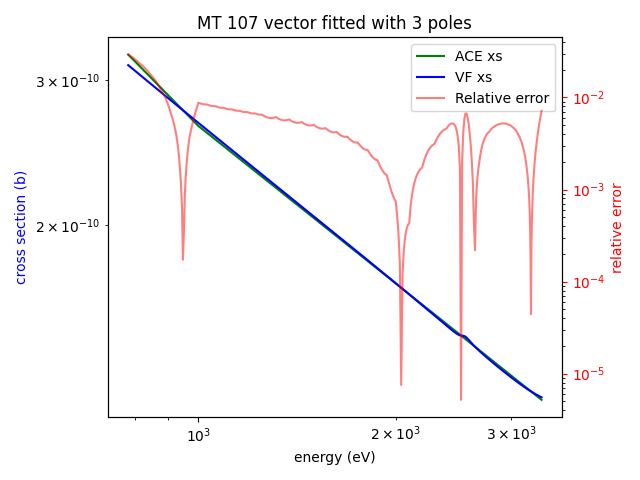 MT 107 vector fitted with 3 poles
ACE xs
VF xs
Relative error
3 × 10⁻¹⁰
2 × 10⁻¹⁰
cross section (b)
10⁻²
10⁻³
10⁻⁴
10⁻⁵
relative error
10³
2 × 10³
3 × 10³
energy (eV)